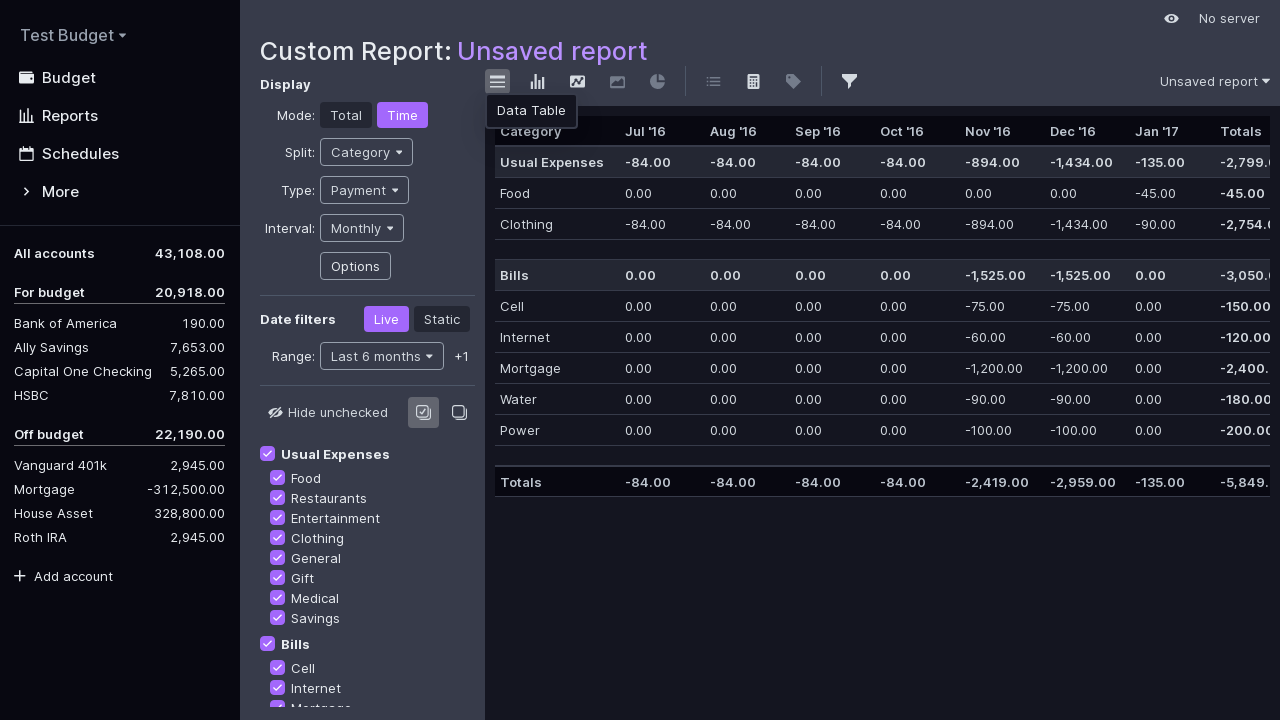 Test Budget
Budget
Reports
Schedules
More
All accounts 43,108.00
For budget 20,918.00
Bank of America 190.00
Ally Savings 7,653.00
Capital One Checking 5,265.00
HSBC 7,810.00
Off budget 22,190.00
Vanguard 401k 2,945.00
Mortgage -312,500.00
House Asset 328,800.00
Roth IRA 2,945.00
Add account
No server
Custom Report: Unsaved report
Display
Mode: Total Time
Split: Category
Type: Payment
Interval: Monthly
Options
Date filters Live Static
Range: Last 6 months +1
Hide unchecked
Usual Expenses
Food
Restaurants
Entertainment
Clothing
General
Gift
Medical
Savings
Bills
Cell
Internet
Mortgage
Unsaved report
Data Table
Category Jul '16 Aug '16 Sep '16 Oct '16 Nov '16 Dec '16 Jan '17 Totals
Usual Expenses -84.00 -84.00 -84.00 -84.00 -894.00 -1,434.00 -135.00 -2,799.0
Food 0.00 0.00 0.00 0.00 0.00 0.00 -45.00 -45.00
Clothing -84.00 -84.00 -84.00 -84.00 -894.00 -1,434.00 -90.00 -2,754.0
Bills 0.00 0.00 0.00 0.00 -1,525.00 -1,525.00 0.00 -3,050.0
Cell 0.00 0.00 0.00 0.00 -75.00 -75.00 0.00 -150.00
Internet 0.00 0.00 0.00 0.00 -60.00 -60.00 0.00 -120.00
Mortgage 0.00 0.00 0.00 0.00 -1,200.00 -1,200.00 0.00 -2,400.
Water 0.00 0.00 0.00 0.00 -90.00 -90.00 0.00 -180.00
Power 0.00 0.00 0.00 0.00 -100.00 -100.00 0.00 -200.00
Totals -84.00 -84.00 -84.00 -84.00 -2,419.00 -2,959.00 -135.00 -5,849.